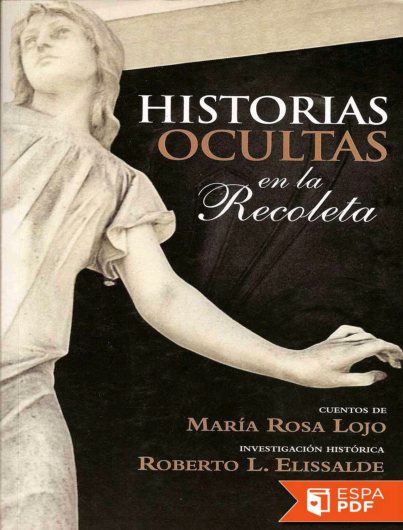 HISTORIAS
OCULTAS
en la
Recoleta
CUENTOS DE
MARÍA ROSA LOJO
INVESTIGACIÓN HISTÓRICA
ROBERTO L. ELISSALDE
ESPA
PDF